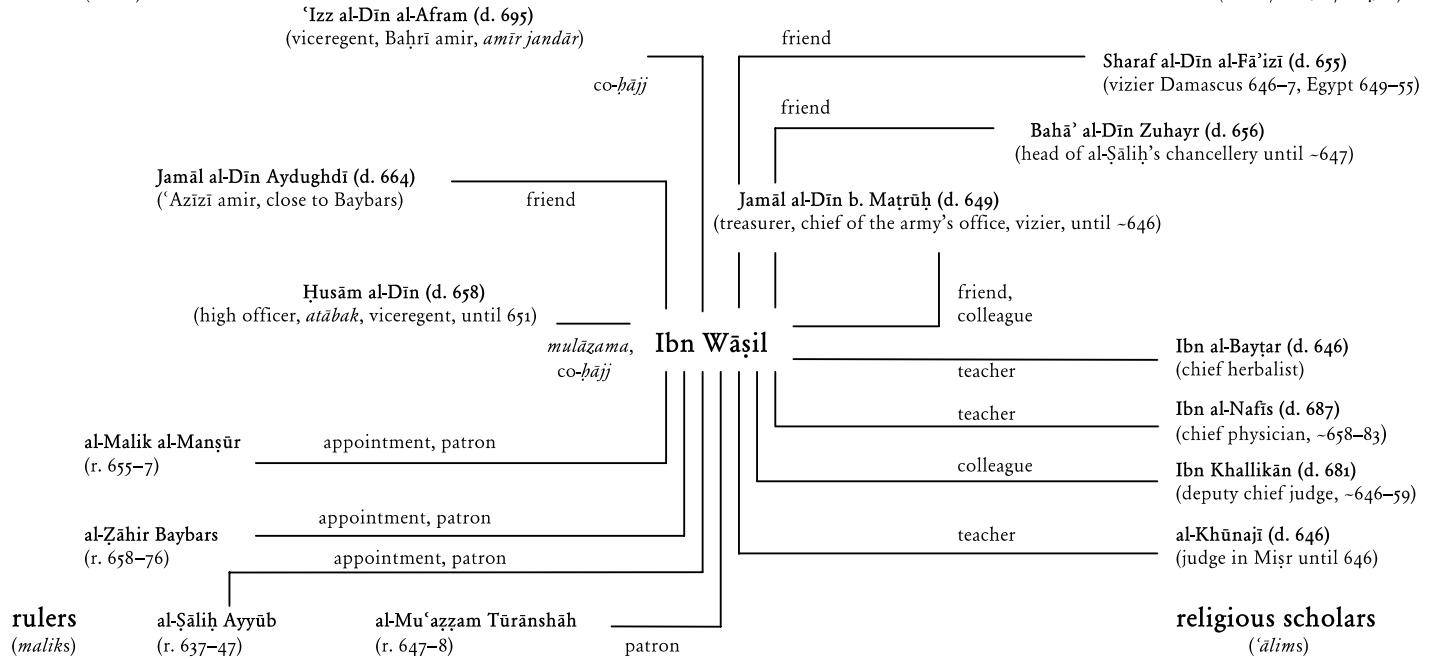 ʿIzz al-Dīn al-Afram (d. 695)
(viceregent, Baḥrī amir, amīr jandār)
co-ḥājj
friend
Sharaf al-Dīn al-Fāʾizī (d. 655)
(vizier Damascus 646–7, Egypt 649–55)
friend
Bahāʾ al-Dīn Zuhayr (d. 656)
(head of al-Ṣāliḥ’s chancellery until ~647)
Jamāl al-Dīn Aydughdī (d. 664)
(ʿAzīzī amir, close to Baybars)
friend
Jamāl al-Dīn b. Maṭrūḥ (d. 649)
(treasurer, chief of the army’s office, vizier, until ~646)
friend,
colleague
Ḥusām al-Dīn (d. 658)
(high officer, atābak, viceregent, until 651)
mulāzama,
co-ḥājj
Ibn Wāṣil
Ibn al-Bayṭar (d. 646)
(chief herbalist)
teacher
Ibn al-Nafīs (d. 687)
(chief physician, ~658–83)
teacher
al-Malik al-Manṣūr
(r. 655–7)
appointment, patron
colleague
Ibn Khallikān (d. 681)
(deputy chief judge, ~646–59)
al-Ẓāhir Baybars
(r. 658–76)
appointment, patron
teacher
al-Khūnajī (d. 646)
(judge in Miṣr until 646)
appointment, patron
rulers
(maliks)
al-Ṣāliḥ Ayyūb
(r. 637–47)
al-Muʿaẓẓam Tūrānshāh
(r. 647–8)
patron
religious scholars
(ʿālims)